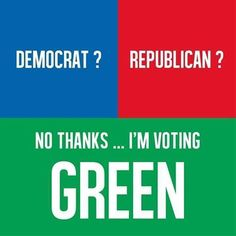 DEMOCRAT ?
REPUBLICAN ?
NO THANKS ... I'M VOTING
GREEN